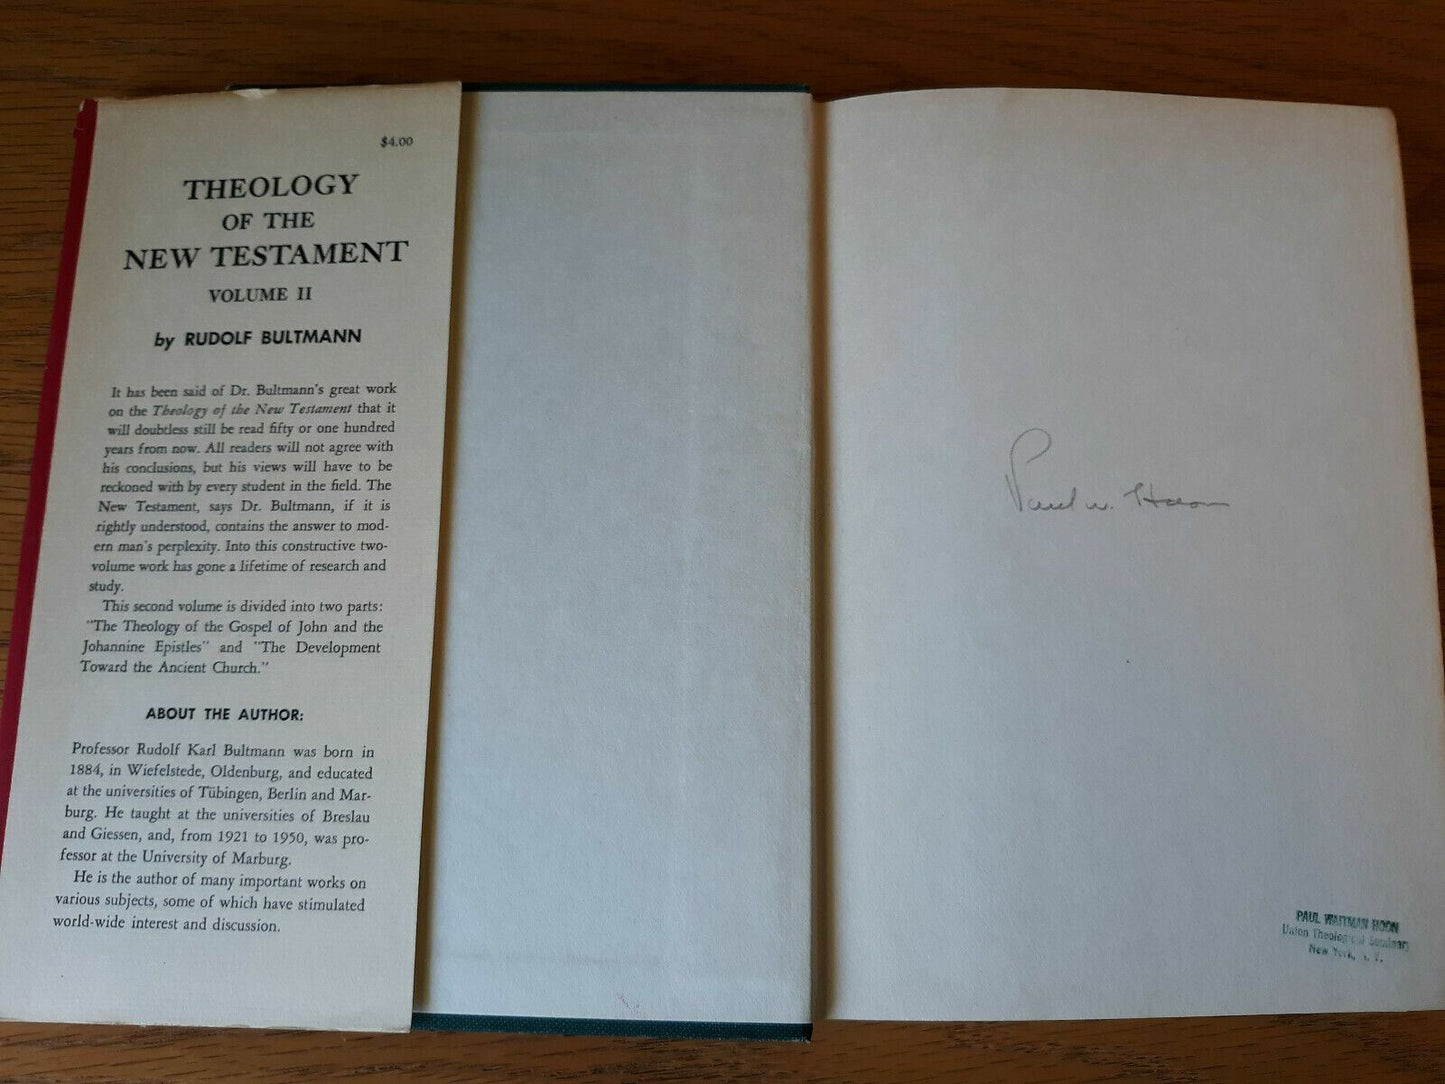 $4.00
THEOLOGY
OF THE
NEW TESTAMENT
VOLUME II
by RUDOLF BULTMANN
It has been said of Dr. Bultmann's great work
on the Theology of the New Testament that it
will doubtless still be read fifty or one hundred
years from now. All readers will not agree with
his conclusions, but his views will have to be
reckoned with by every student in the field. The
New Testament, says Dr. Bultmann, if it is
rightly understood, contains the answer to mod-
ern man's perplexity. Into this constructive two-
volume work has gone a lifetime of research and
study.
This second volume is divided into two parts:
"The Theology of the Gospel of John and the
Johannine Epistles" and "The Development
Toward the Ancient Church."
ABOUT THE AUTHOR:
Professor Rudolf Karl Bultmann was born in
1884, in Wiefelstede, Oldenburg, and educated
at the universities of Tübingen, Berlin and Mar-
burg. He taught at the universities of Breslau
and Giessen, and, from 1921 to 1950, was pro-
fessor at the University of Marburg.
He is the author of many important works on
various subjects, some of which have stimulated
world-wide interest and discussion.
Paul W. Hoon
PAUL WAITMAN HOON
Union Theological Seminary
New York,